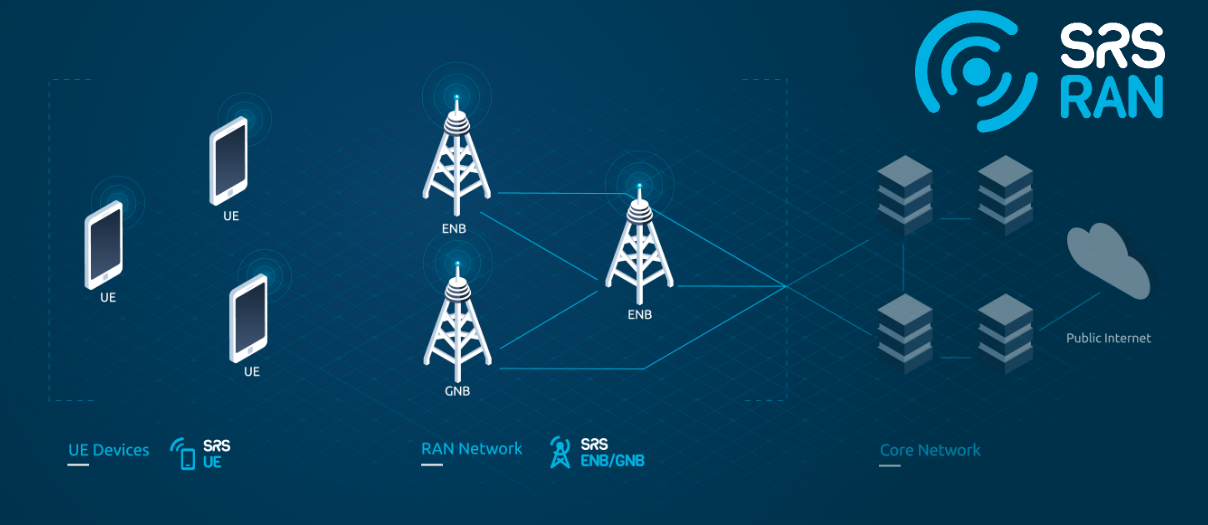 SRS
RAN
UE
UE
UE
ENB
GNB
ENB
Public Internet
UE Devices
SRS
UE
RAN Network
SRS
ENB/GNB
Core Network